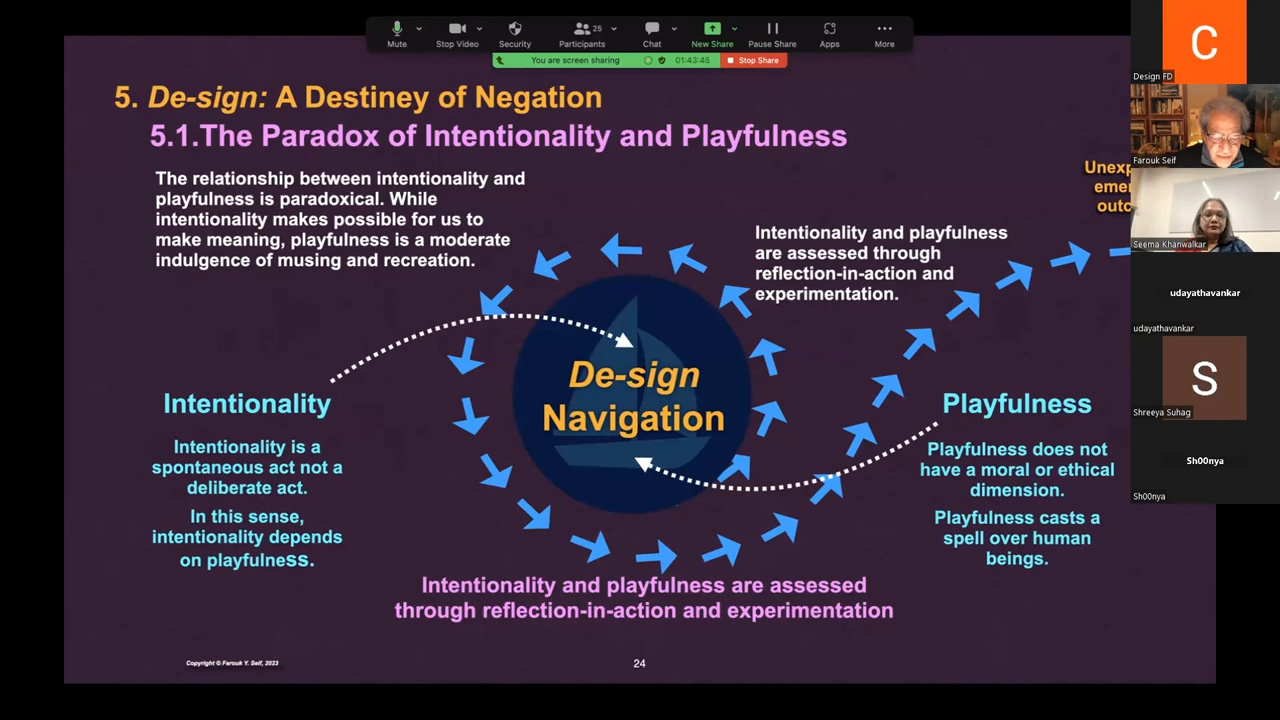 Mute
Stop Video
Security
Participants
25
Chat
New Share
Pause Share
Apps
More
You are screen sharing
01:43:45
Stop Share
5. De-sign: A Destiney of Negation
5.1.The Paradox of Intentionality and Playfulness
The relationship between intentionality and
playfulness is paradoxical. While
intentionality makes possible for us to
make meaning, playfulness is a moderate
indulgence of musing and recreation.
Intentionality and playfulness
are assessed through
reflection-in-action and
experimentation.
De-sign
Navigation
Intentionality
Intentionality is a
spontaneous act not a
deliberate act.
In this sense,
intentionality depends
on playfulness.
Playfulness
Playfulness does not
have a moral or ethical
dimension.
Playfulness casts a
spell over human
beings.
Intentionality and playfulness are assessed
through reflection-in-action and experimentation
Copyright © Farouk Y. Seif, 2023
24
C
Design FD
Farouk Seif
Seema Khanwalkar
udayathavankar
udayathavankar
S
Shreeya Suhag
Sh00nya
Sh00nya